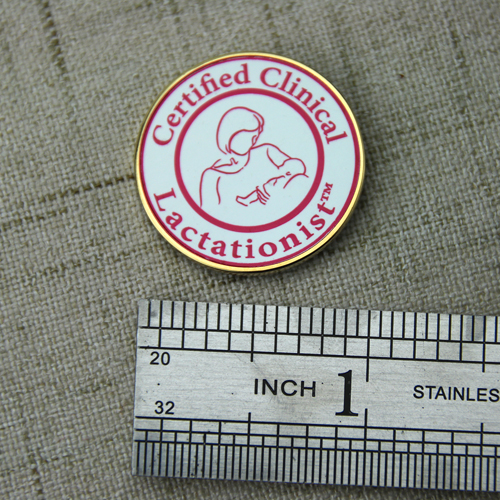 Certified Clinical
Lactationist™
20
INCH 1 STAINLES
32